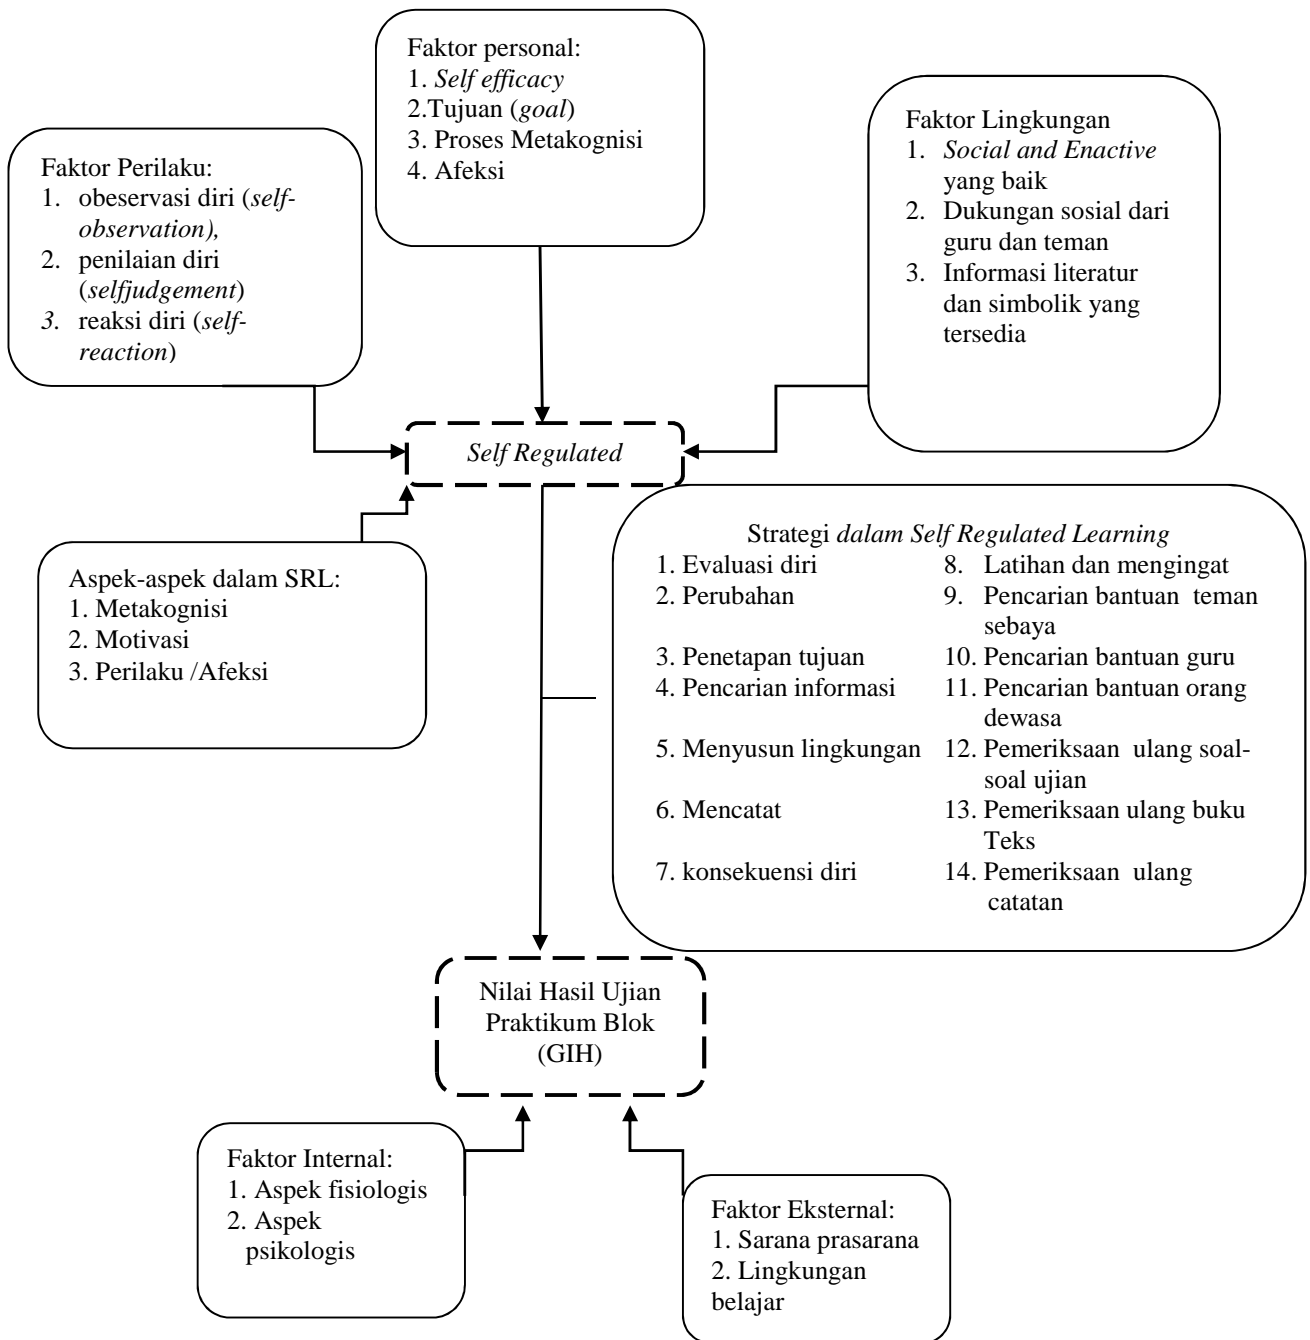 Faktor personal:
1. Self efficacy
2.Tujuan (goal)
3. Proses Metakognisi
4. Afeksi
Faktor Perilaku:
1. obeservasi diri (self-
observation),
2. penilaian diri
(selfjudgement)
3. reaksi diri (self-
reaction)
Faktor Lingkungan
1. Social and Enactive
yang baik
2. Dukungan sosial dari
guru dan teman
3. Informasi literatur
dan simbolik yang
tersedia
Self Regulated
Aspek-aspek dalam SRL:
1. Metakognisi
2. Motivasi
3. Perilaku /Afeksi
Strategi dalam Self Regulated Learning
1. Evaluasi diri
2. Perubahan
3. Penetapan tujuan
4. Pencarian informasi
5. Menyusun lingkungan
6. Mencatat
7. konsekuensi diri
8. Latihan dan mengingat
9. Pencarian bantuan teman
sebaya
10. Pencarian bantuan guru
11. Pencarian bantuan orang
dewasa
12. Pemeriksaan ulang soal-
soal ujian
13. Pemeriksaan ulang buku
Teks
14. Pemeriksaan ulang
catatan
Nilai Hasil Ujian
Praktikum Blok
(GIH)
Faktor Internal:
1. Aspek fisiologis
2. Aspek
psikologis
Faktor Eksternal:
1. Sarana prasarana
2. Lingkungan
belajar